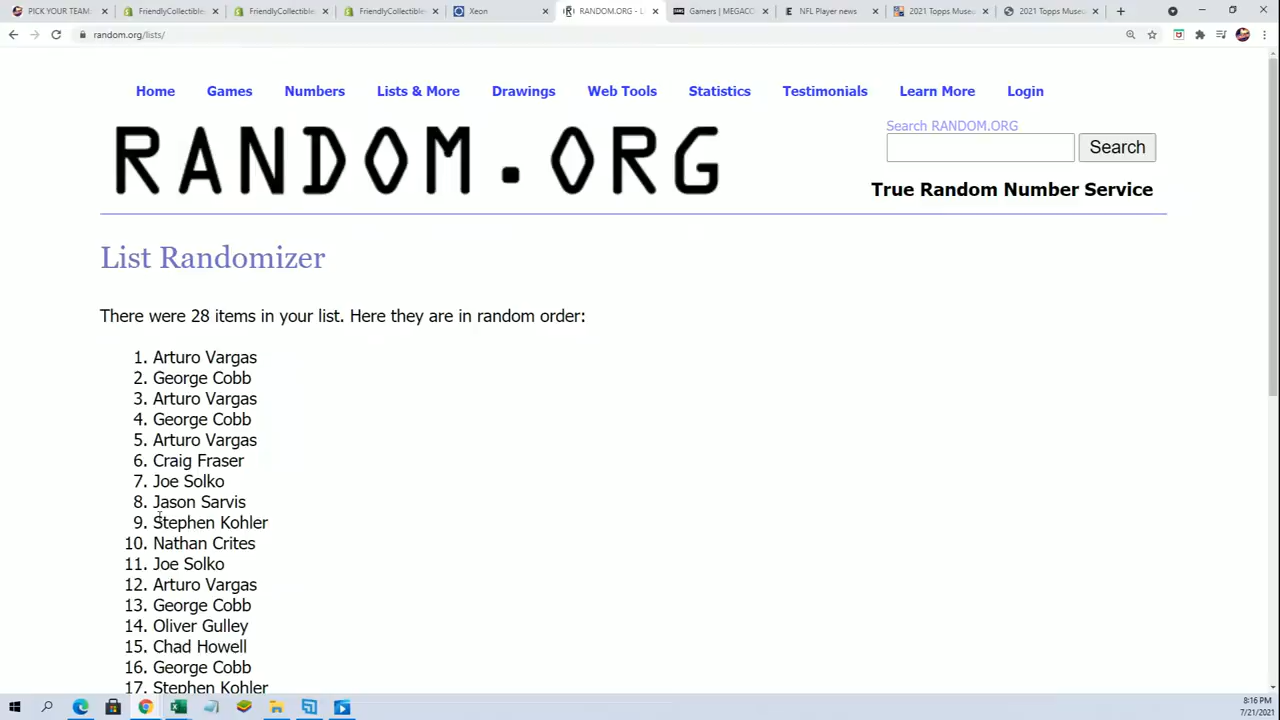 PICK YOUR TEAM:
FriendlyCollectible
FriendlyCollectible
FriendlyCollectible
Xeon
RANDOM.ORG - L
Gamers | MEGACO
NFL Player news
2021 Topps Museu
2021 Topps Museu
random.org/lists/
Home Games Numbers Lists & More Drawings Web Tools Statistics Testimonials Learn More Login
RANDOM.ORG
Search RANDOM.ORG
Search
True Random Number Service
List Randomizer
There were 28 items in your list. Here they are in random order:
1. Arturo Vargas
2. George Cobb
3. Arturo Vargas
4. George Cobb
5. Arturo Vargas
6. Craig Fraser
7. Joe Solko
8. Jason Sarvis
9. Stephen Kohler
10. Nathan Crites
11. Joe Solko
12. Arturo Vargas
13. George Cobb
14. Oliver Gulley
15. Chad Howell
16. George Cobb
17. Stephen Kohler
8:16 PM
7/21/2021